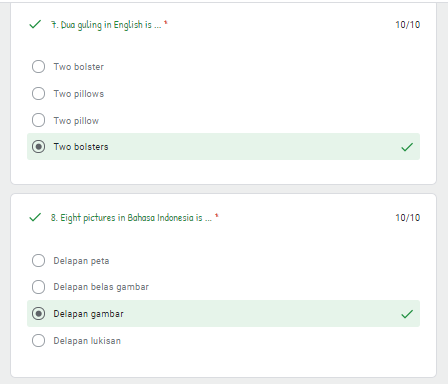 7. Dua guling in English is ... *
10/10
Two bolster
Two pillows
Two pillow
Two bolsters
8. Eight pictures in Bahasa Indonesia is ... *
10/10
Delapan peta
Delapan belas gambar
Delapan gambar
Delapan lukisan